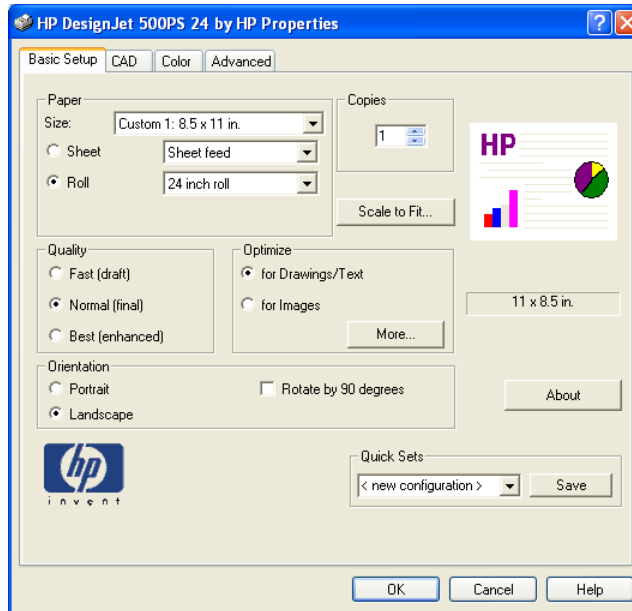 HP DesignJet 500PS 24 by HP Properties
Basic Setup CAD Color Advanced
Paper
Size: Custom 1: 8.5 x 11 in.
Sheet Sheet feed
Roll 24 inch roll
Copies
1
Scale to Fit...
HP
Quality
Fast (draft)
Normal (final)
Best (enhanced)
Optimize
for Drawings/Text
for Images
More...
11 x 8.5 in.
Orientation
Portrait
Rotate by 90 degrees
Landscape
About
hp
invent
Quick Sets
< new configuration > Save
OK Cancel Help